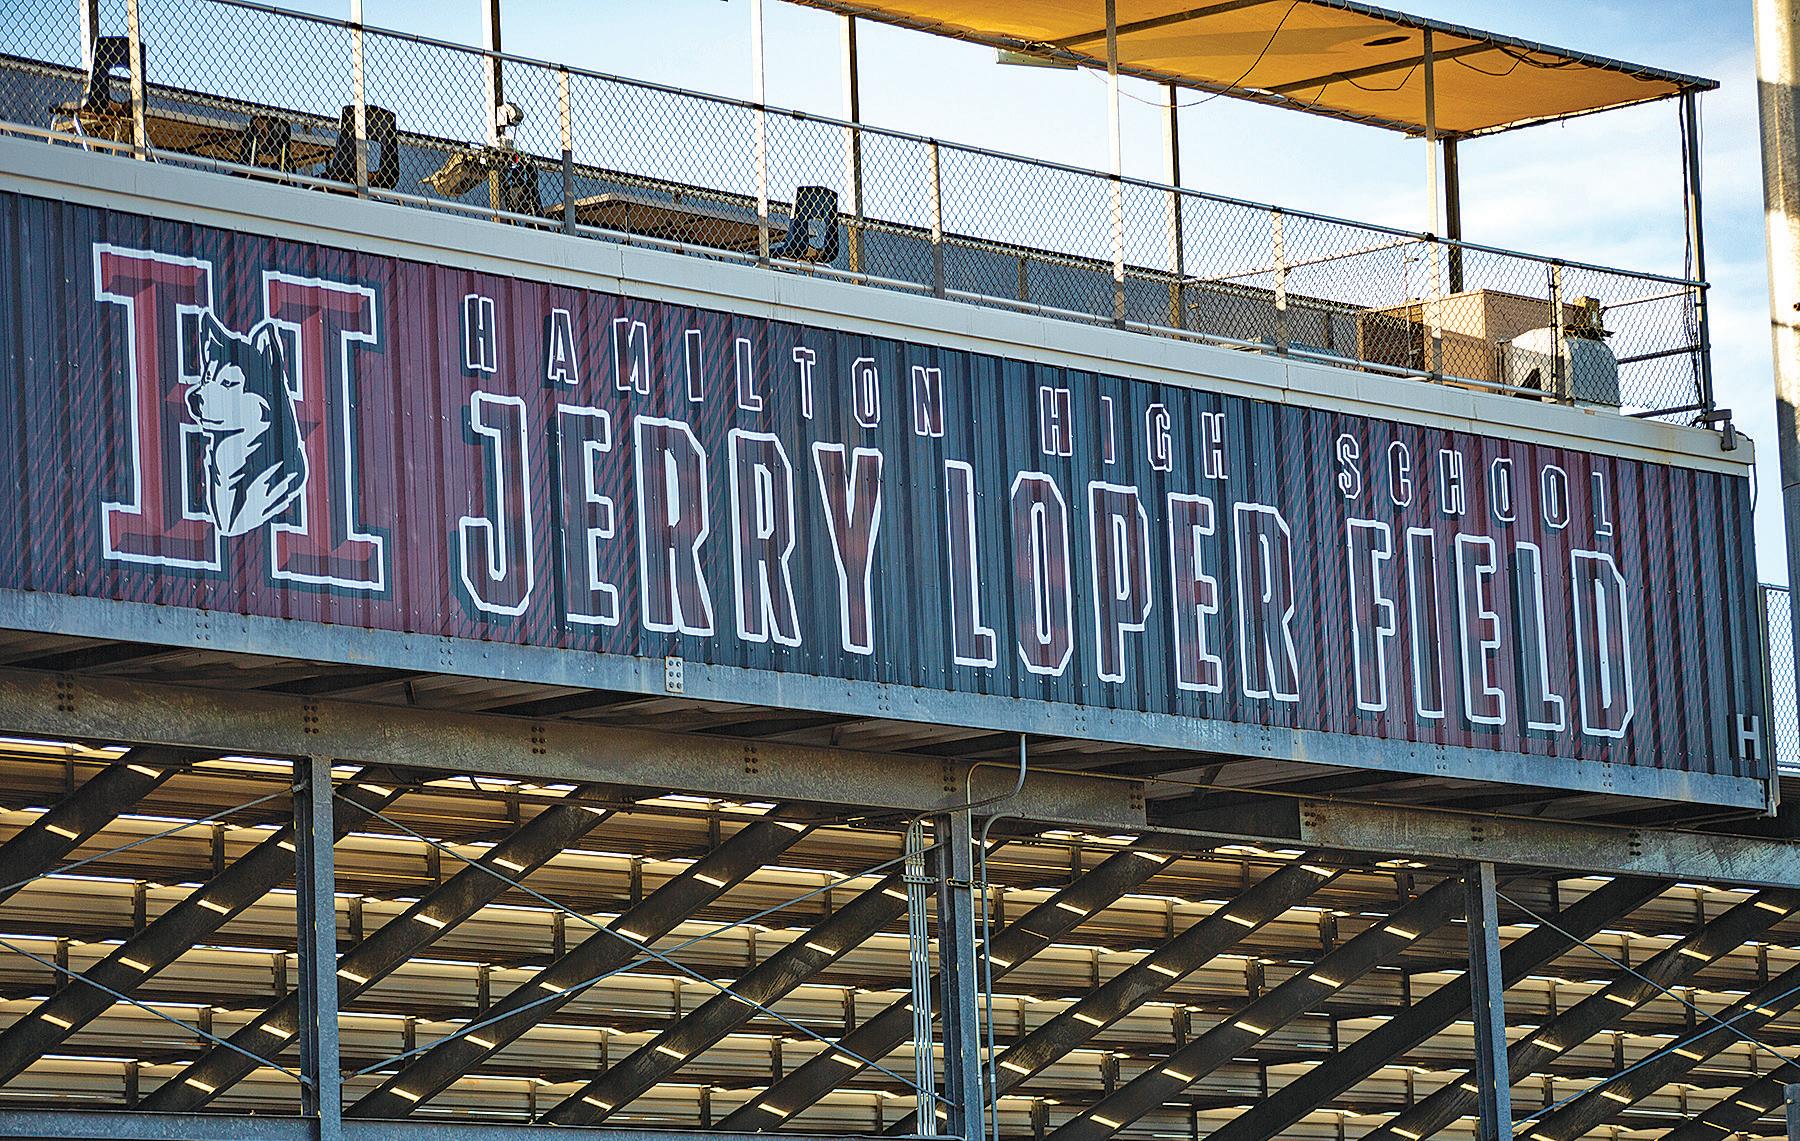 H
HAMILTON HIGH SCHOOL
JERRY LOPER FIELD
H